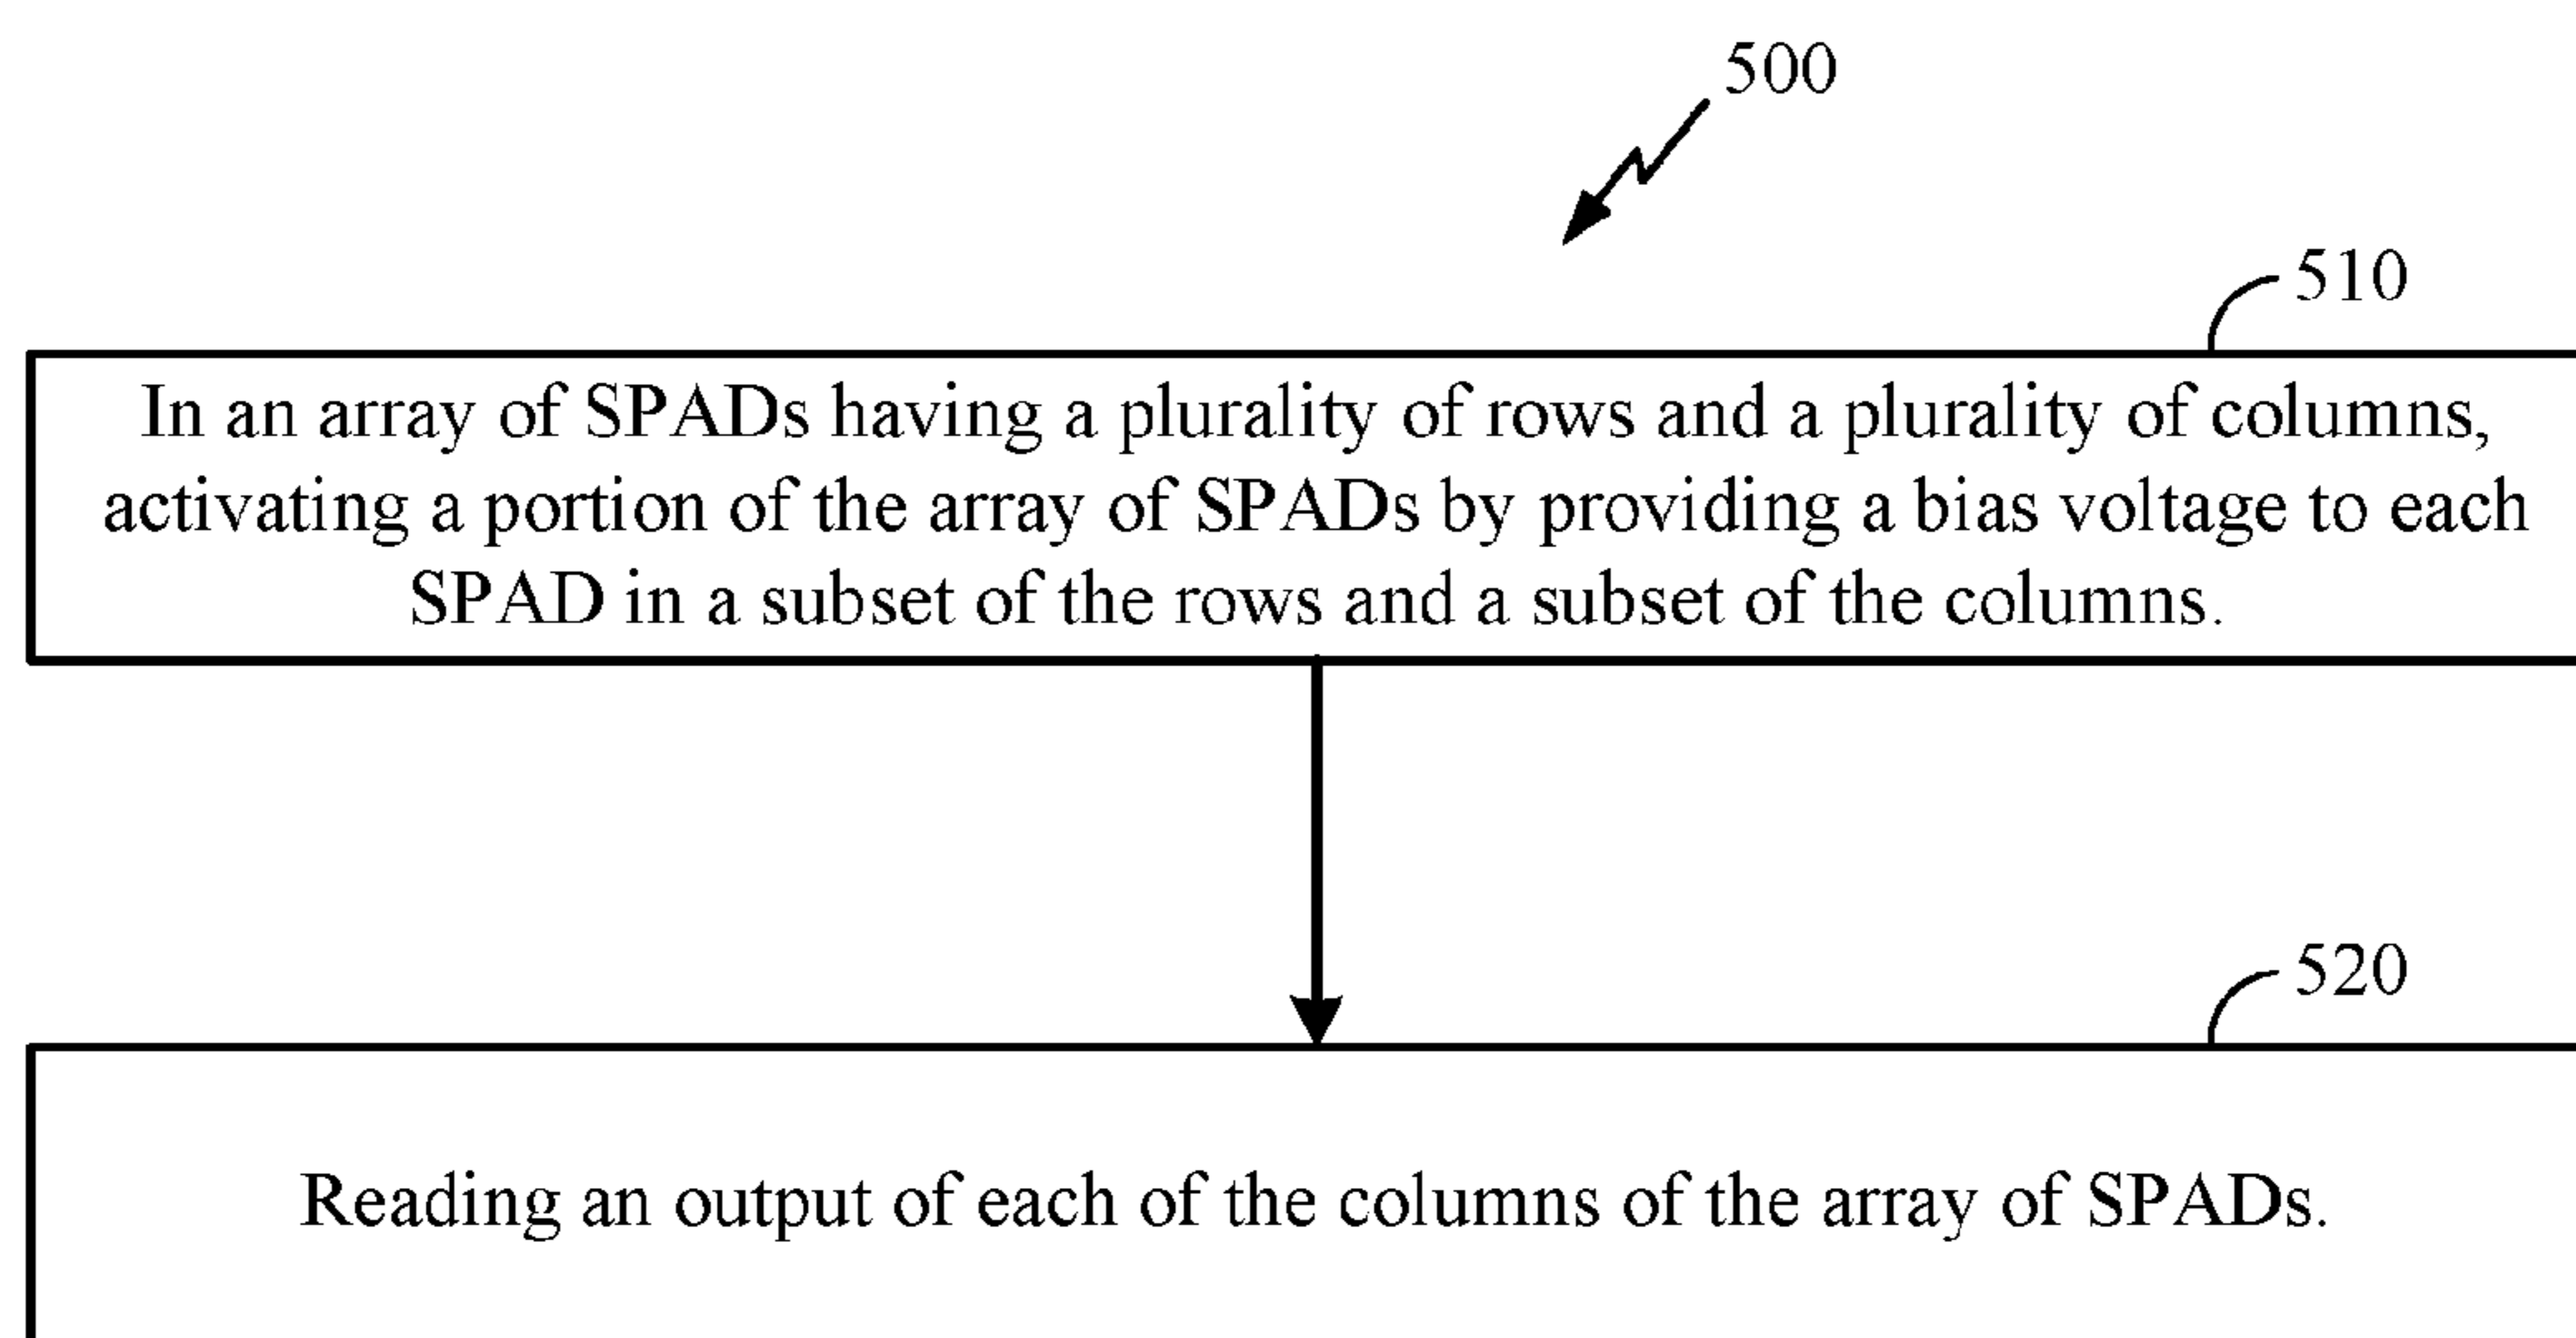 500
510
In an array of SPADs having a plurality of rows and a plurality of columns,
activating a portion of the array of SPADs by providing a bias voltage to each
SPAD in a subset of the rows and a subset of the columns.
520
Reading an output of each of the columns of the array of SPADs.